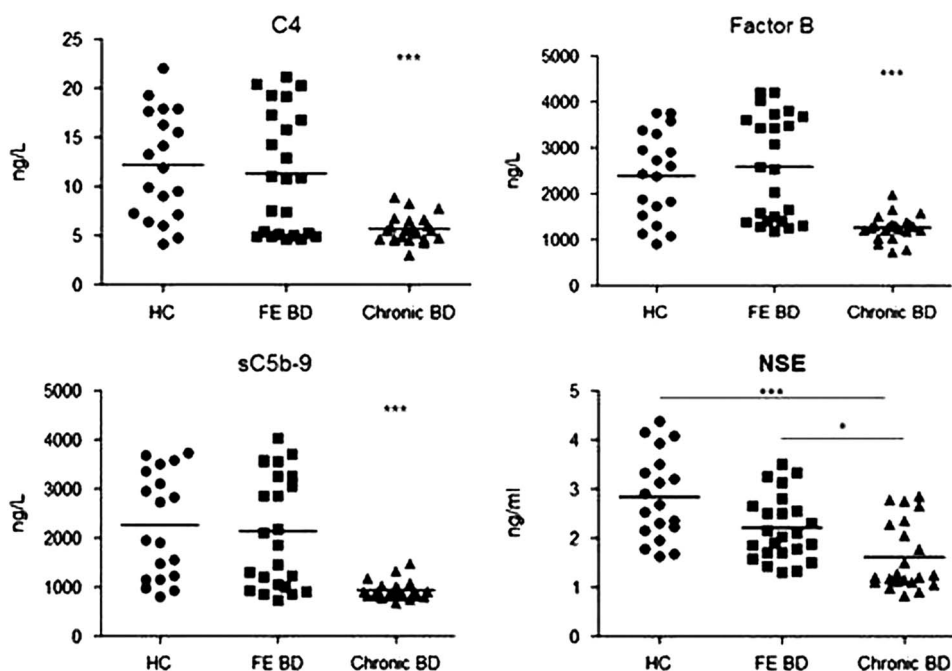 C4
***
25
20
15
10
5
0
ng/L
HC FE BD Chronic BD
Factor B
***
5000
4000
3000
2000
1000
0
ng/L
HC FE BD Chronic BD
sC5b-9
***
5000
4000
3000
2000
1000
0
ng/L
HC FE BD Chronic BD
NSE
***
*
5
4
3
2
1
0
ng/ml
HC FE BD Chronic BD